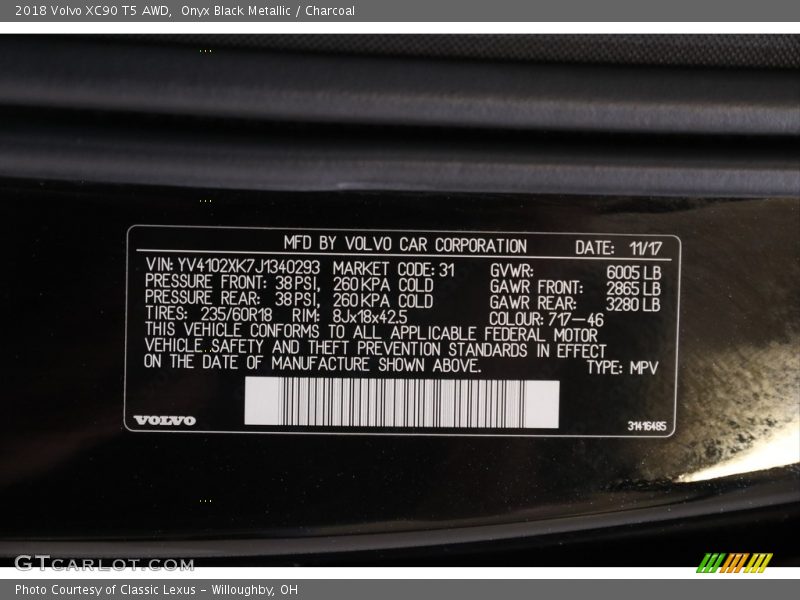 2018 Volvo XC90 T5 AWD,  Onyx Black Metallic / Charcoal
MFD BY VOLVO CAR CORPORATION DATE: 11/17
VIN: YV4102XK7J1340293 MARKET CODE: 31 GVWR: 6005 LB
PRESSURE FRONT: 38 PSI, 260 KPA COLD GAWR FRONT: 2865 LB
PRESSURE REAR: 38 PSI, 260 KPA COLD GAWR REAR: 3280 LB
TIRES: 235/60R18 RIM: 8Jx18x42.5 COLOUR: 717-46
THIS VEHICLE CONFORMS TO ALL APPLICABLE FEDERAL MOTOR
VEHICLE SAFETY AND THEFT PREVENTION STANDARDS IN EFFECT
ON THE DATE OF MANUFACTURE SHOWN ABOVE. TYPE: MPV
VOLVO 31416485
GTCARLOT.COM
Photo Courtesy of Classic Lexus - Willoughby, OH